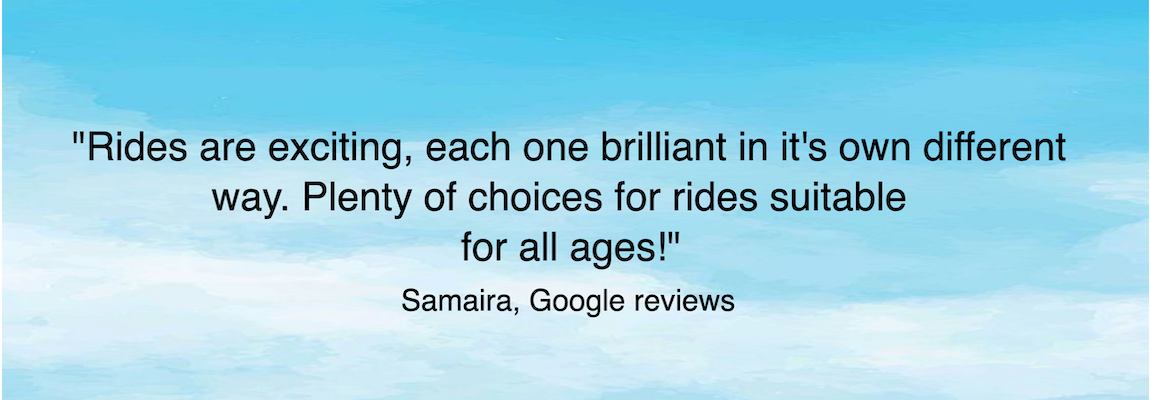 "Rides are exciting, each one brilliant in it's own different
way. Plenty of choices for rides suitable
for all ages!"
Samaira, Google reviews